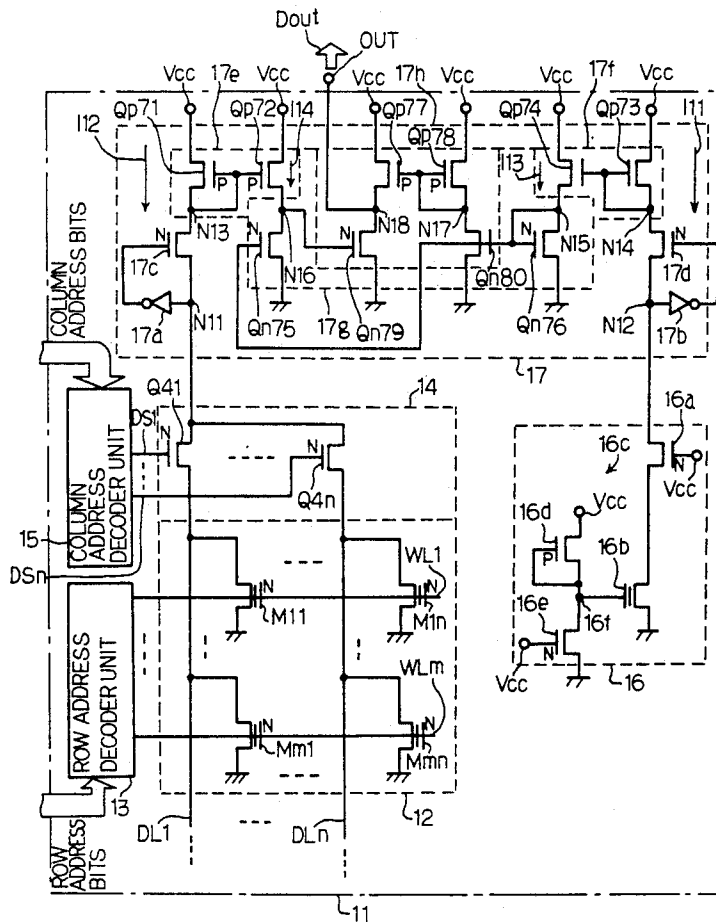 Dout
OUT
Vcc
Vcc
Vcc
Vcc
Vcc
Vcc
17e
17h
17f
Qp71
Qp72
I14
Qp77
Qp78
Qp74
Qp73
I12
I13
I11
P
P
P
P
N13
N16
N18
N17
N15
N14
N
N
N
N
N
17c
17d
Qn80
17a
N11
Qn75
17g
Qn79
Qn76
N12
17b
17
COLUMN ADDRESS BITS
Q41
14
DS1
N
N
Q4n
16a
16c
N
Vcc
COLUMN ADDRESS DECODER UNIT
15
DSn
16d
Vcc
P
16b
N
WL1
N
N
M11
M1n
16e
16f
N
Vcc
16
ROW ADDRESS DECODER UNIT
WLm
N
N
Mm1
Mmn
13
12
DL1
DLn
ROW ADDRESS BITS
11